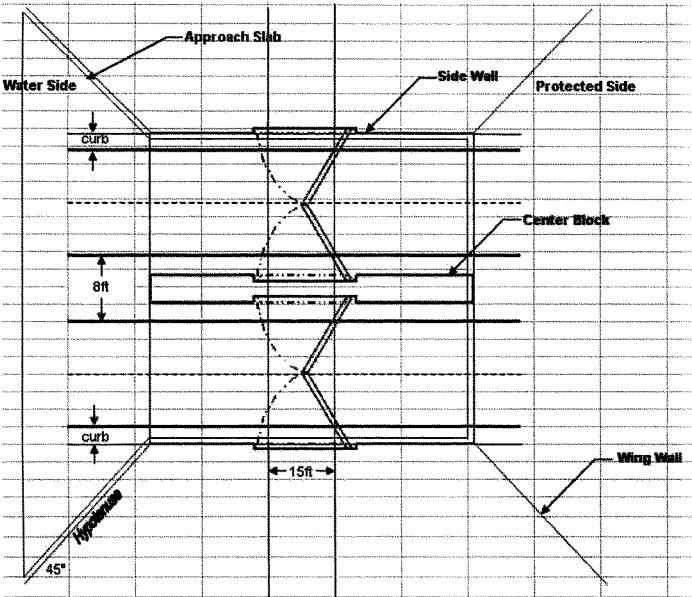 Approach Slab
Water Side
Side Wall
Protected Side
curb
Center Block
8ft
curb
15ft
Wing Wall
Hypotenuse
45°